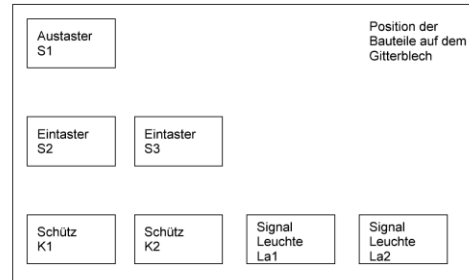 Austaster
S1
Position der
Bauteile auf dem
Gitterblech
Eintaster
S2
Eintaster
S3
Schütz
K1
Schütz
K2
Signal
Leuchte
La1
Signal
Leuchte
La2